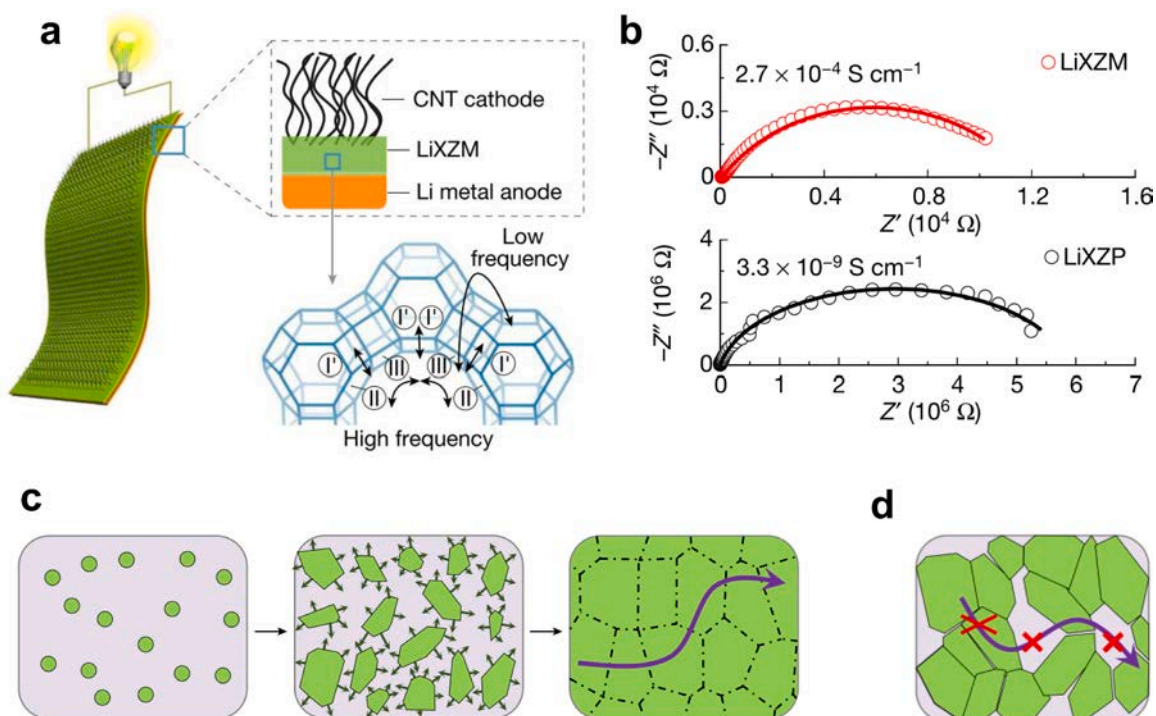 a
CNT cathode
LiXZM
Li metal anode
Low
frequency
I' I'
I' III III I'
II II
High frequency
b
0.6
0.3
0
−Z″ (10⁴ Ω)
2.7 × 10⁻⁴ S cm⁻¹
LiXZM
0 0.4 0.8 1.2 1.6
Z′ (10⁴ Ω)
4
2
0
−Z″ (10⁶ Ω)
3.3 × 10⁻⁹ S cm⁻¹
LiXZP
0 1 2 3 4 5 6 7
Z′ (10⁶ Ω)
c
d